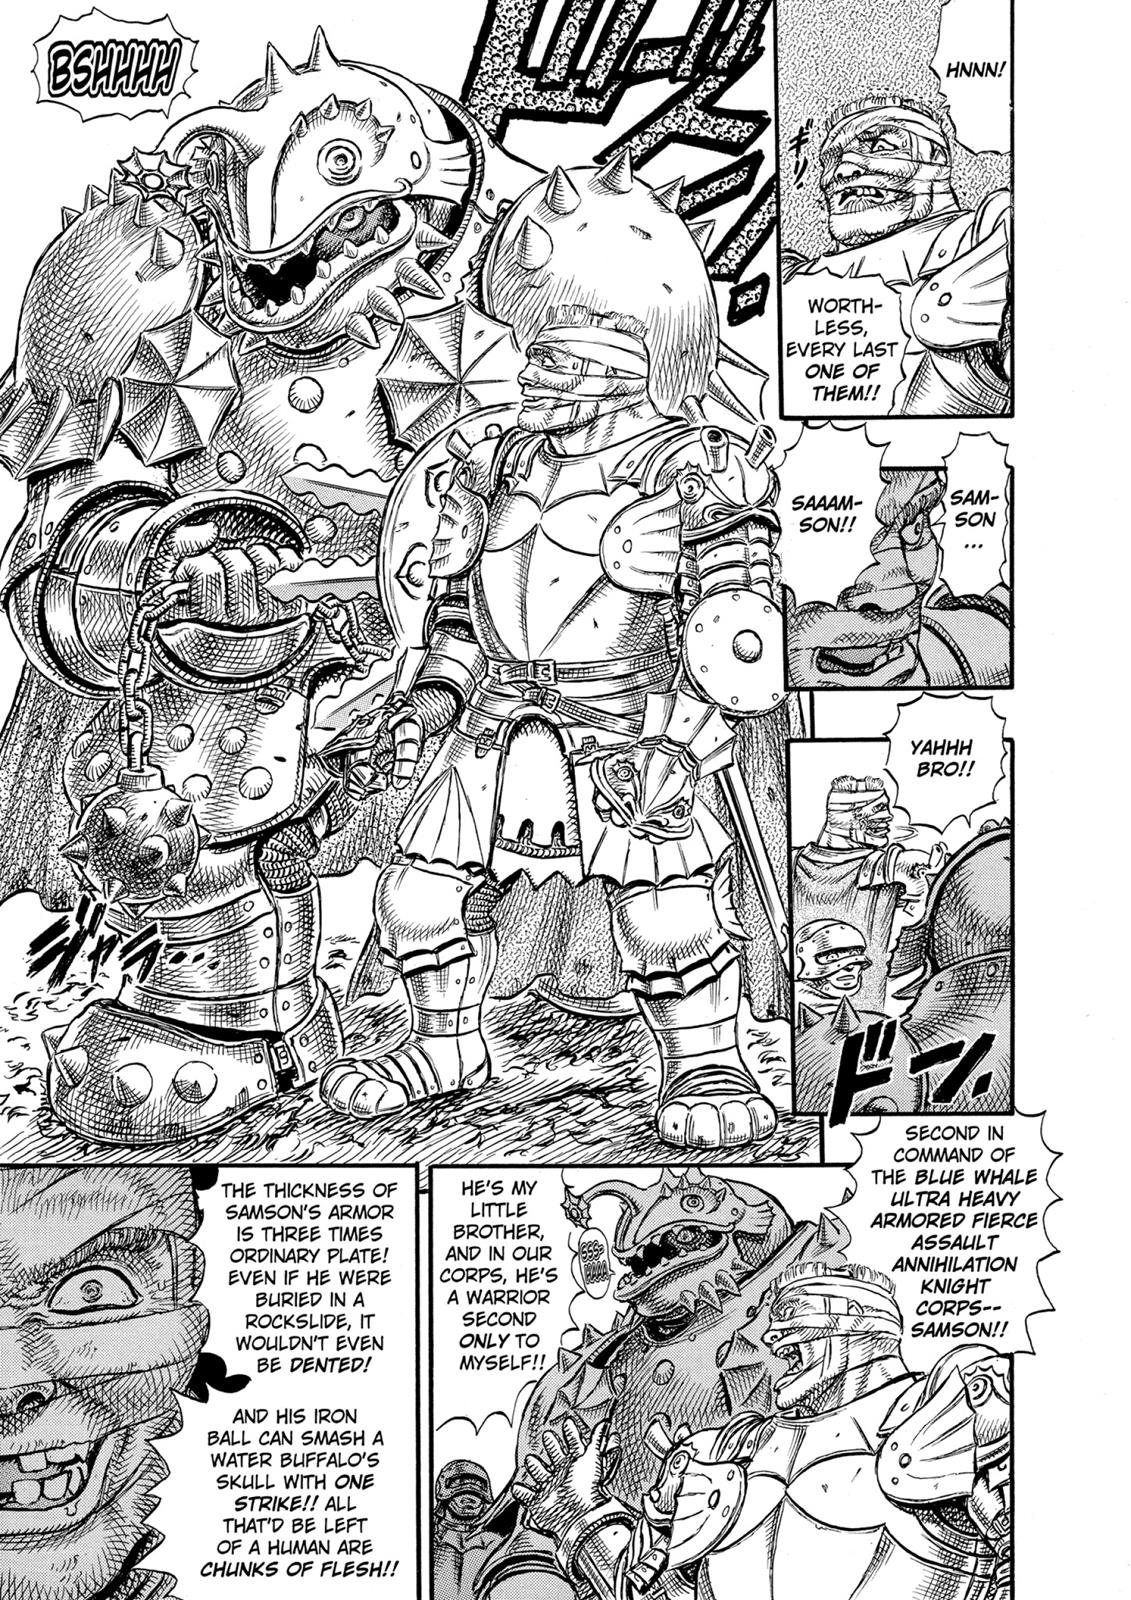 HNNN!
WORTH-
LESS,
EVERY LAST
ONE OF
THEM!!
SAM-
SON
...
SAAAM-
SON!!
YAHHH
BRO!!
ドン!
BSHHHH
SECOND IN
COMMAND OF
THE BLUE WHALE
ULTRA HEAVY
ARMORED FIERCE
ASSAULT
ANNIHILATION
KNIGHT
CORPS--
SAMSON!!
HE'S MY
LITTLE
BROTHER,
AND IN OUR
CORPS, HE'S
A WARRIOR
SECOND
ONLY TO
MYSELF!!
THE THICKNESS OF
SAMSON'S ARMOR
IS THREE TIMES
ORDINARY PLATE!
EVEN IF HE WERE
BURIED IN A
ROCKSLIDE, IT
WOULDN'T EVEN
BE DENTED!
AND HIS IRON
BALL CAN SMASH A
WATER BUFFALO'S
SKULL WITH ONE
STRIKE!! ALL
THAT'D BE LEFT
OF A HUMAN ARE
CHUNKS OF FLESH!!